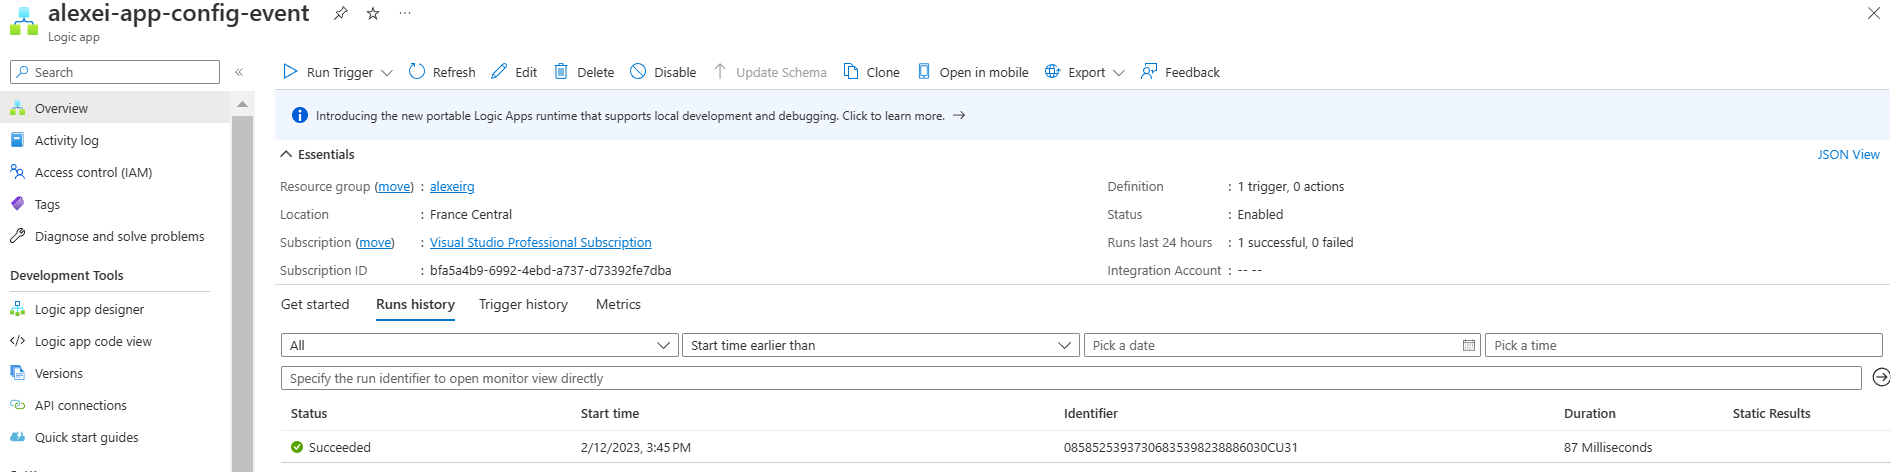 alexei-app-config-event
Logic app
Search
Overview
Activity log
Access control (IAM)
Tags
Diagnose and solve problems
Development Tools
Logic app designer
Logic app code view
Versions
API connections
Quick start guides
Run Trigger Refresh Edit Delete Disable Update Schema Clone Open in mobile Export Feedback
Introducing the new portable Logic Apps runtime that supports local development and debugging. Click to learn more.
Essentials JSON View
Resource group (move) : alexeirg Definition : 1 trigger, 0 actions
Location : France Central Status : Enabled
Subscription (move) : Visual Studio Professional Subscription Runs last 24 hours : 1 successful, 0 failed
Subscription ID : bfa5a4b9-6992-4ebd-a737-d73392fe7dba Integration Account : -- --
Get started Runs history Trigger history Metrics
All Start time earlier than Pick a date Pick a time
Specify the run identifier to open monitor view directly
Status Start time Identifier Duration Static Results
Succeeded 2/12/2023, 3:45 PM 08585253937306835398238886030CU31 87 Milliseconds